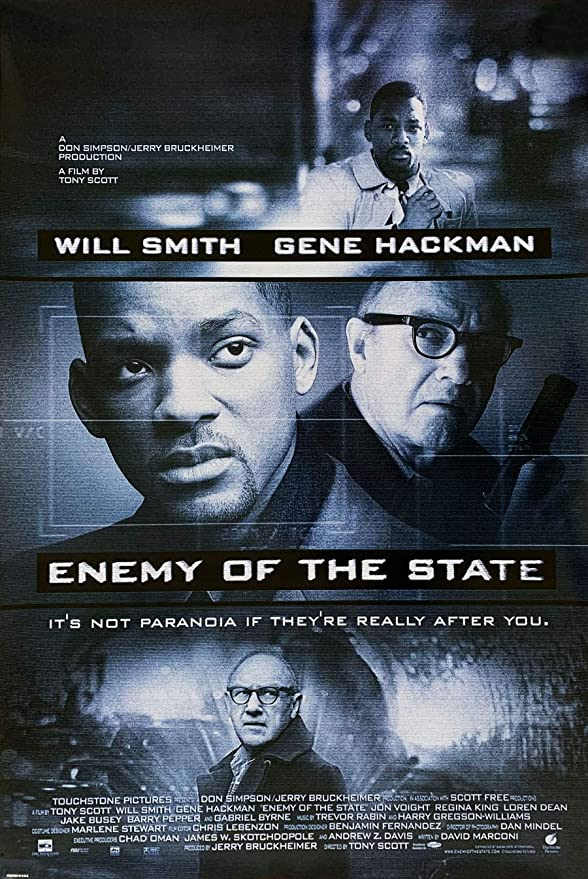 A
DON SIMPSON/JERRY BRUCKHEIMER
PRODUCTION
A FILM BY
TONY SCOTT
WILL SMITH GENE HACKMAN
ENEMY OF THE STATE
IT'S NOT PARANOIA IF THEY'RE REALLY AFTER YOU.
TOUCHSTONE PICTURES PRESENTS A DON SIMPSON/JERRY BRUCKHEIMER PRODUCTION IN ASSOCIATION WITH SCOTT FREE PRODUCTIONS
A FILM BY TONY SCOTT WILL SMITH GENE HACKMAN "ENEMY OF THE STATE" JON VOIGHT REGINA KING LOREN DEAN
JAKE BUSEY BARRY PEPPER AND GABRIEL BYRNE MUSIC BY TREVOR RABIN AND HARRY GREGSON-WILLIAMS
COSTUME DESIGNER MARLENE STEWART FILM EDITOR CHRIS LEBENZON PRODUCTION DESIGNER BENJAMIN FERNANDEZ DIRECTOR OF PHOTOGRAPHY DAN MINDEL
EXECUTIVE PRODUCERS CHAD OMAN JAMES W. SKOTCHDOPOLE AND ANDREW Z. DAVIS WRITTEN BY DAVID MARCONI
PRODUCED BY JERRY BRUCKHEIMER DIRECTED BY TONY SCOTT
WWW.ENEMYOFTHESTATE.COM